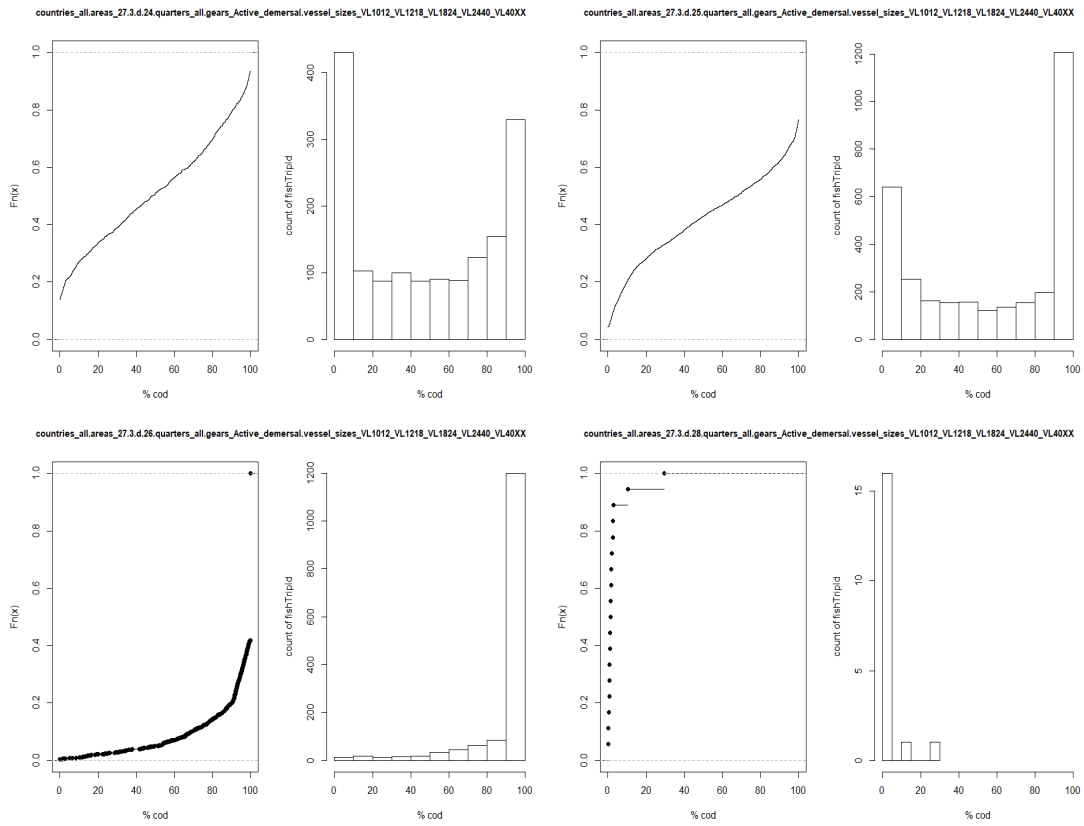 countries_all.areas_27.3.d.24.quarters_all.gears_Active_demersal.vessel_sizes_VL1012_VL1218_VL1824_VL2440_VL40XX
Fn(x)
0.0 0.2 0.4 0.6 0.8 1.0
0 20 40 60 80 100
% cod
count of fishTripId
0 100 200 300 400
0 20 40 60 80 100
% cod
countries_all.areas_27.3.d.25.quarters_all.gears_Active_demersal.vessel_sizes_VL1012_VL1218_VL1824_VL2440_VL40XX
Fn(x)
0.0 0.2 0.4 0.6 0.8 1.0
0 20 40 60 80 100
% cod
count of fishTripId
0 200 400 600 800 1000 1200
0 20 40 60 80 100
% cod
countries_all.areas_27.3.d.26.quarters_all.gears_Active_demersal.vessel_sizes_VL1012_VL1218_VL1824_VL2440_VL40XX
Fn(x)
0.0 0.2 0.4 0.6 0.8 1.0
0 20 40 60 80 100
% cod
count of fishTripId
0 200 400 600 800 1000 1200
0 20 40 60 80 100
% cod
countries_all.areas_27.3.d.28.quarters_all.gears_Active_demersal.vessel_sizes_VL1012_VL1218_VL1824_VL2440_VL40XX
Fn(x)
0.0 0.2 0.4 0.6 0.8 1.0
0 20 40 60 80 100
% cod
count of fishTripId
0 5 10 15
0 20 40 60 80 100
% cod